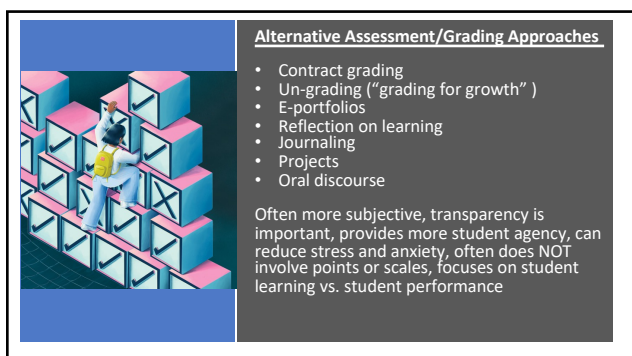 Alternative Assessment/Grading Approaches
• Contract grading
• Un-grading (“grading for growth” )
• E-portfolios
• Reflection on learning
• Journaling
• Projects
• Oral discourse
Often more subjective, transparency is
important, provides more student agency, can
reduce stress and anxiety, often does NOT
involve points or scales, focuses on student
learning vs. student performance